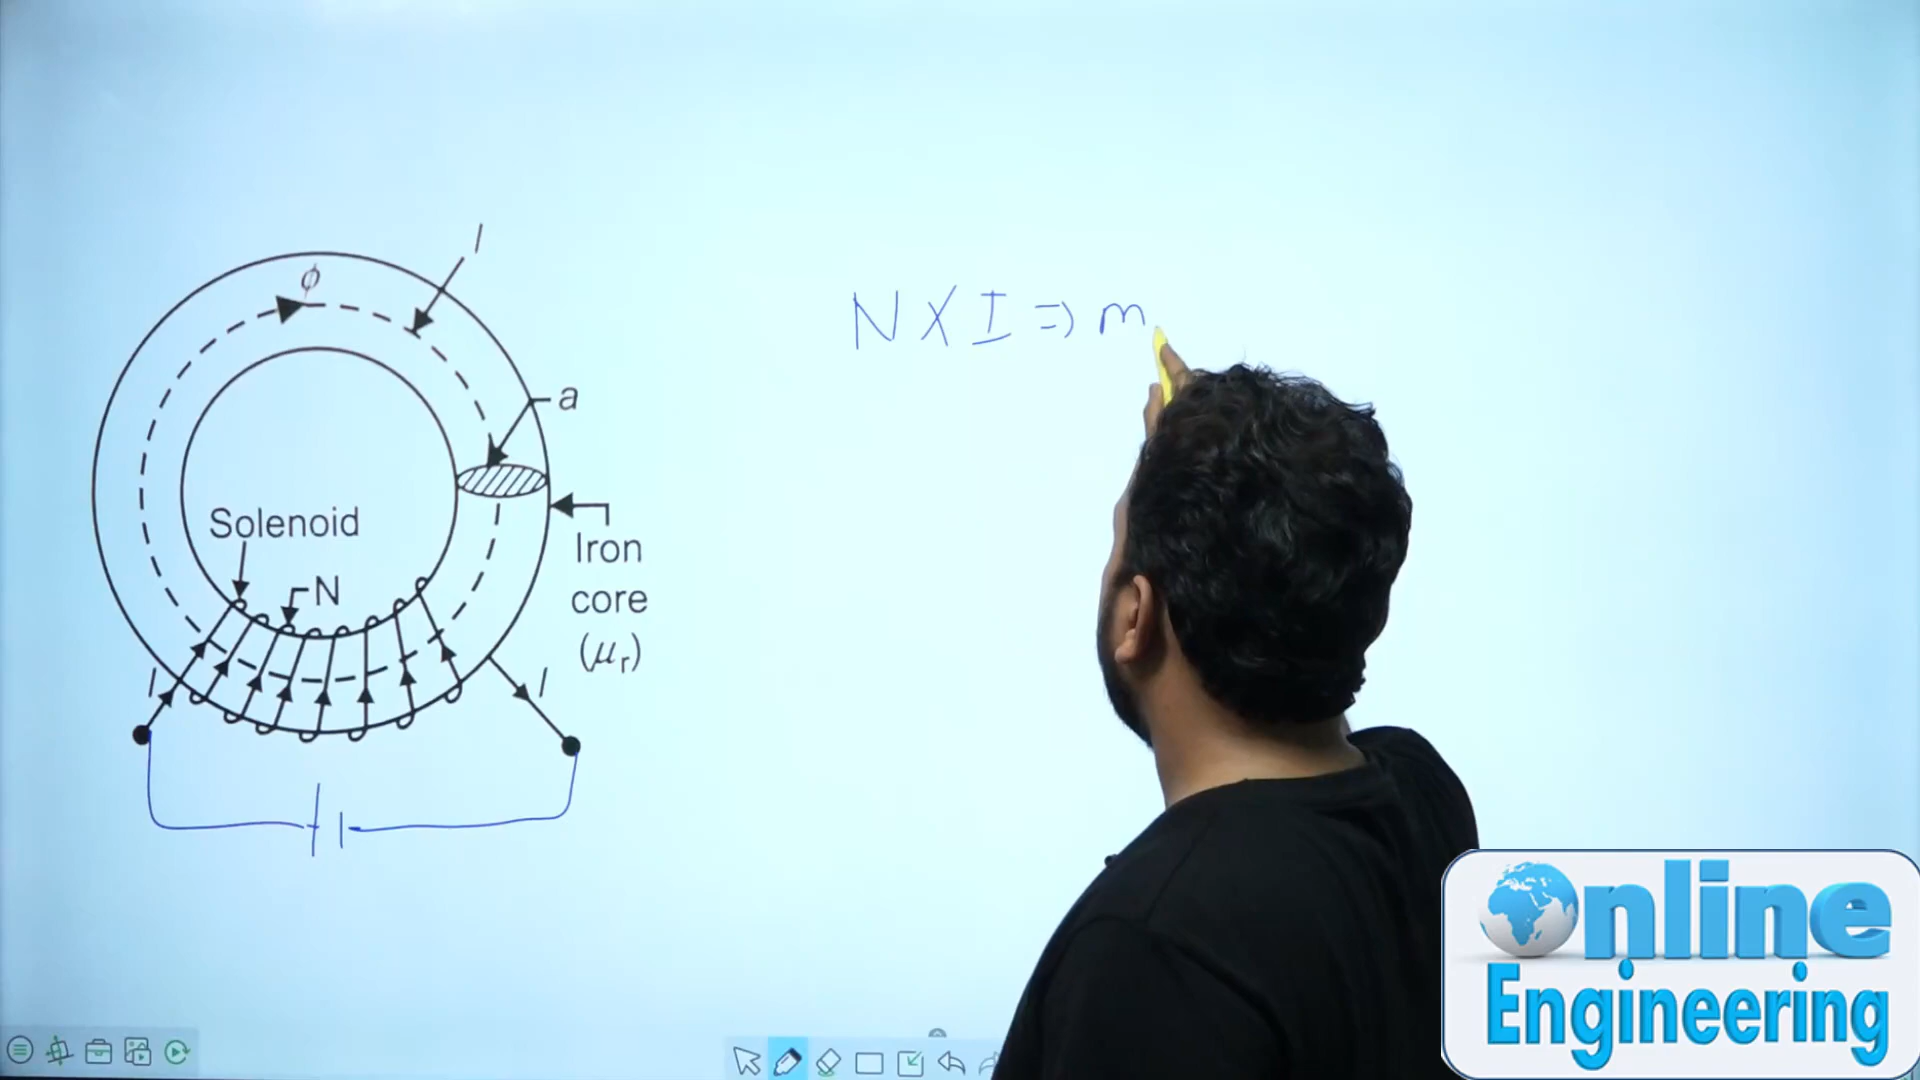 l
ϕ
N X I => m
a
Solenoid
N
Iron
core
(μr)
I
I
Online
Engineering